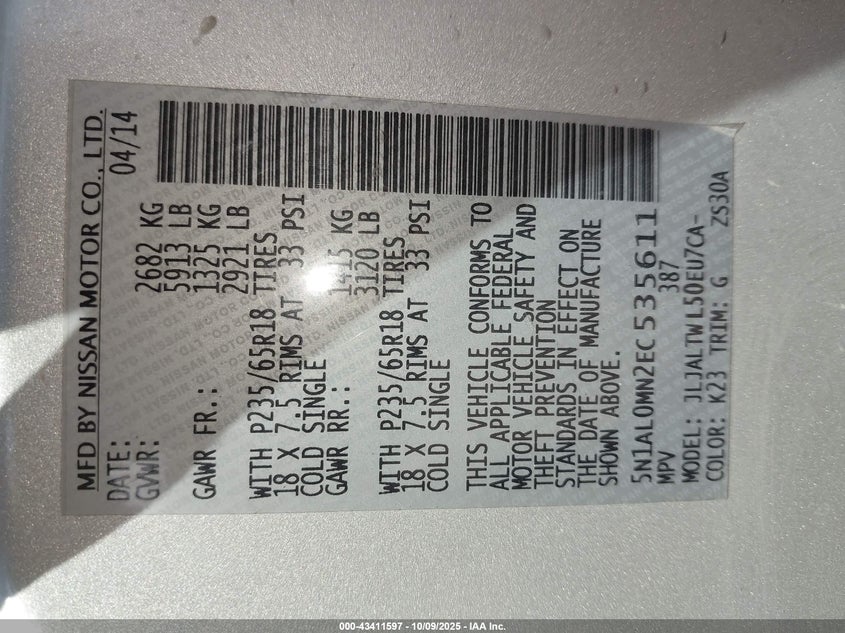 MFD BY NISSAN MOTOR CO., LTD.
DATE: 04/14
GVWR: 2682 KG
5913 LB
GAWR FR.: 1325 KG
2921 LB
WITH P235/65R18 TIRES
18 X 7.5 RIMS AT 33 PSI
COLD SINGLE
GAWR RR.: 1415 KG
3120 LB
WITH P235/65R18 TIRES
18 X 7.5 RIMS AT 33 PSI
COLD SINGLE
THIS VEHICLE CONFORMS TO
ALL APPLICABLE FEDERAL
MOTOR VEHICLE SAFETY AND
THEFT PREVENTION
STANDARDS IN EFFECT ON
THE DATE OF MANUFACTURE
SHOWN ABOVE.
5N1AL0MN2EC535611
MPV 387
MODEL: JLJALTWL50EU7CA-
COLOR: K23 TRIM: G ZS30A
000-43411597 - 10/09/2025 - IAA Inc.